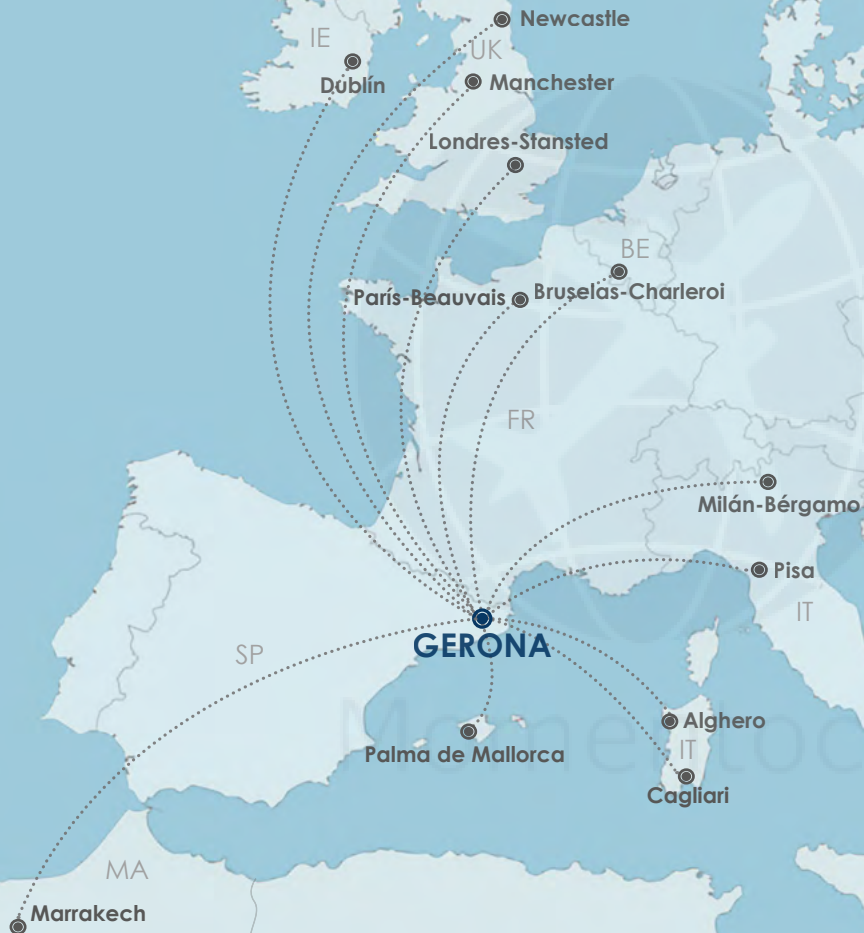 Newcastle
IE
UK
Dublín
Manchester
Londres-Stansted
BE
París-Beauvais
Bruselas-Charleroi
FR
Milán-Bérgamo
Pisa
IT
GERONA
SP
Alghero
IT
Palma de Mallorca
Cagliari
MA
Marrakech